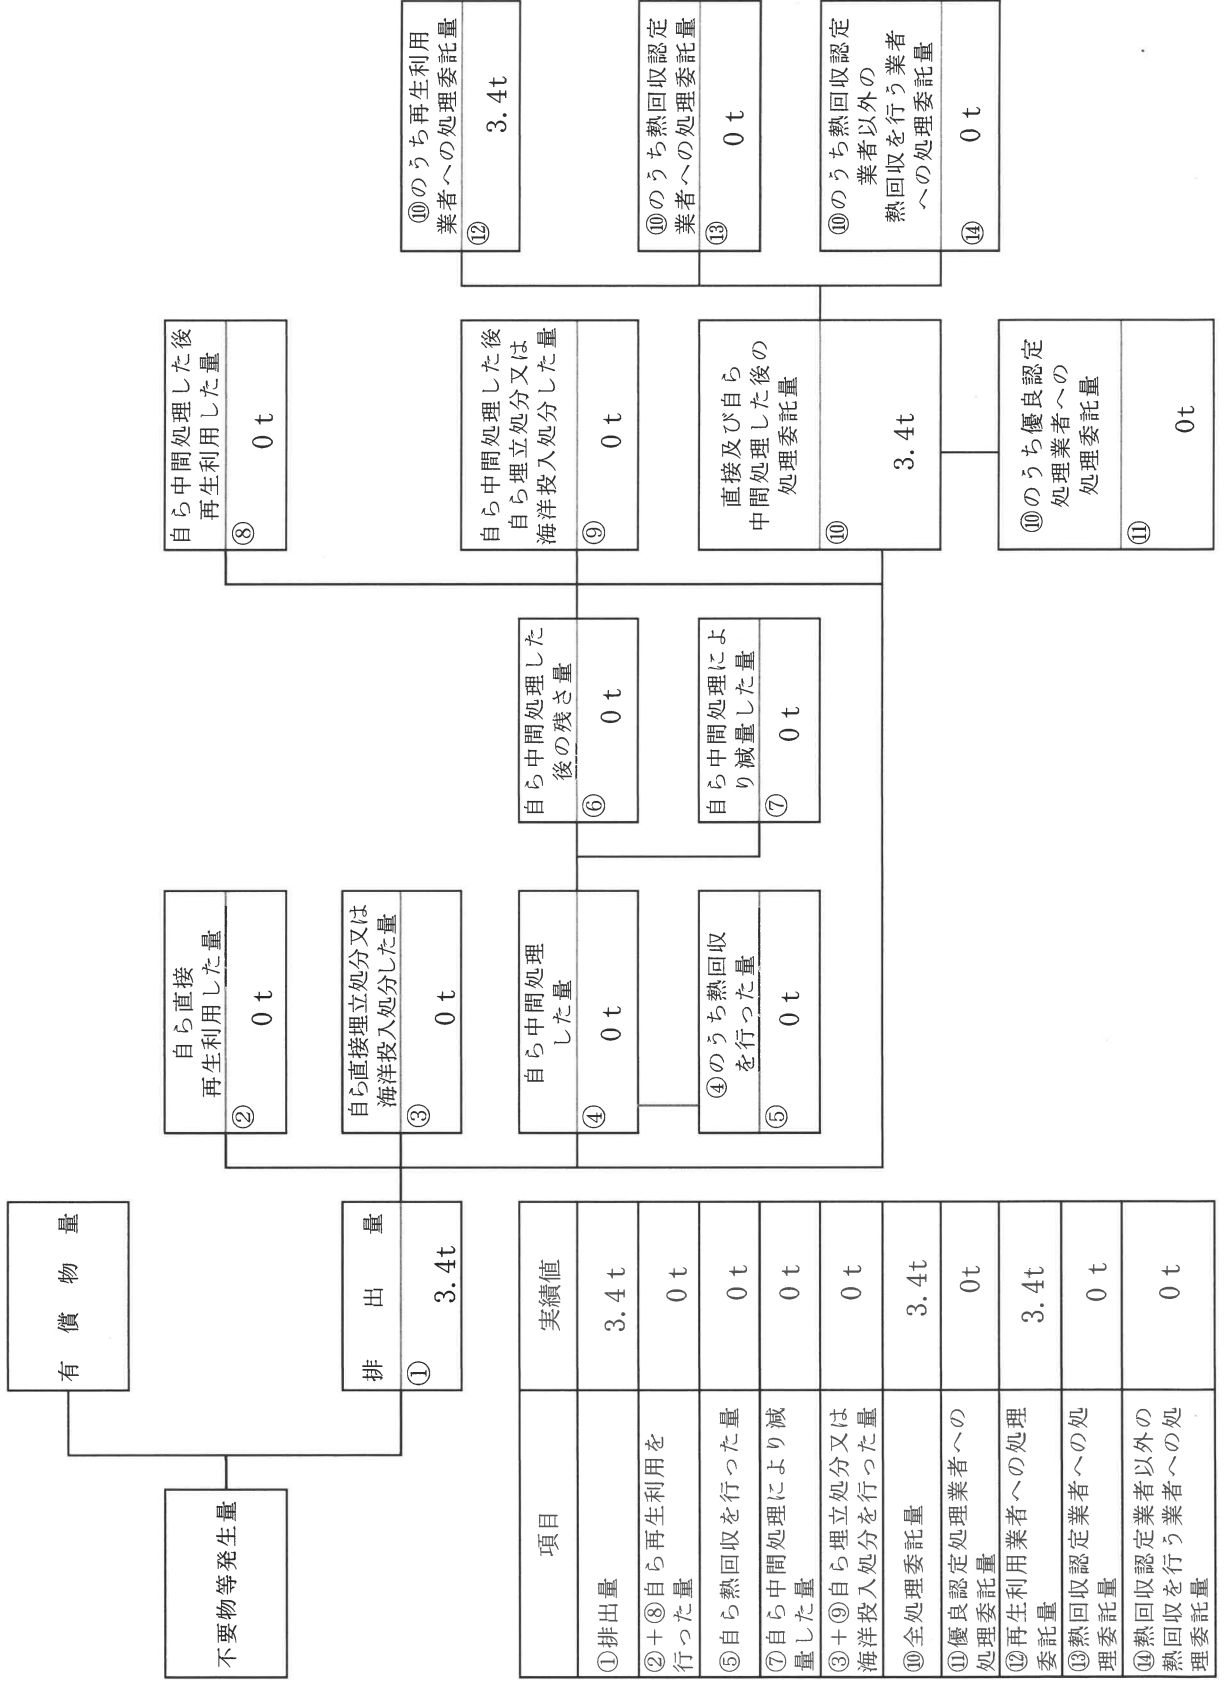 不要物等発生量
有償物量
排出量
①
3.4t
自ら直接
再生利用した量
②
0t
自ら直接埋立処分又は
海洋投入処分した量
③
0t
自ら中間処理
した量
④
0t
④のうち熱回収
を行った量
⑤
0t
自ら中間処理した
後の残さ量
⑥
0t
自ら中間処理によ
り減量した量
⑦
0t
自ら中間処理した後
再生利用した量
⑧
0t
自ら中間処理した後
自ら埋立処分又は
海洋投入処分した量
⑨
0t
直接及び自ら
中間処理した後の
処理委託量
⑩
3.4t
⑩のうち優良認定
処理業者への
処理委託量
⑪
0t
⑩のうち再生利用
業者への処理委託量
⑫
3.4t
⑩のうち熱回収認定
業者への処理委託量
⑬
0t
⑩のうち熱回収認定
業者以外の
熱回収を行う業者
への処理委託量
⑭
0t
項目 実績値
①排出量 3.4t
②+⑧自ら再生利用を
行った量 0t
⑤自ら熱回収を行った量 0t
⑦自ら中間処理により減
量した量 0t
③+⑨自ら埋立処分又は
海洋投入処分を行った量 0t
⑩全処理委託量 3.4t
⑪優良認定処理業者への
処理委託量 0t
⑫再生利用業者への処理
委託量 3.4t
⑬熱回収認定業者への処
理委託量 0t
⑭熱回収認定業者以外の
熱回収を行う業者への処
理委託量 0t